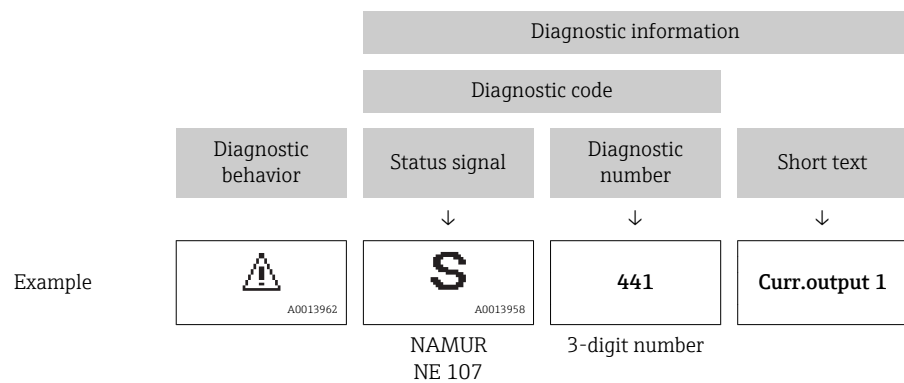 Diagnostic information
Diagnostic code
Diagnostic
behavior
Status signal
Diagnostic
number
Short text
↓
↓
↓
Example
A0013962
S
A0013958
441
Curr.output 1
NAMUR
NE 107
3-digit number